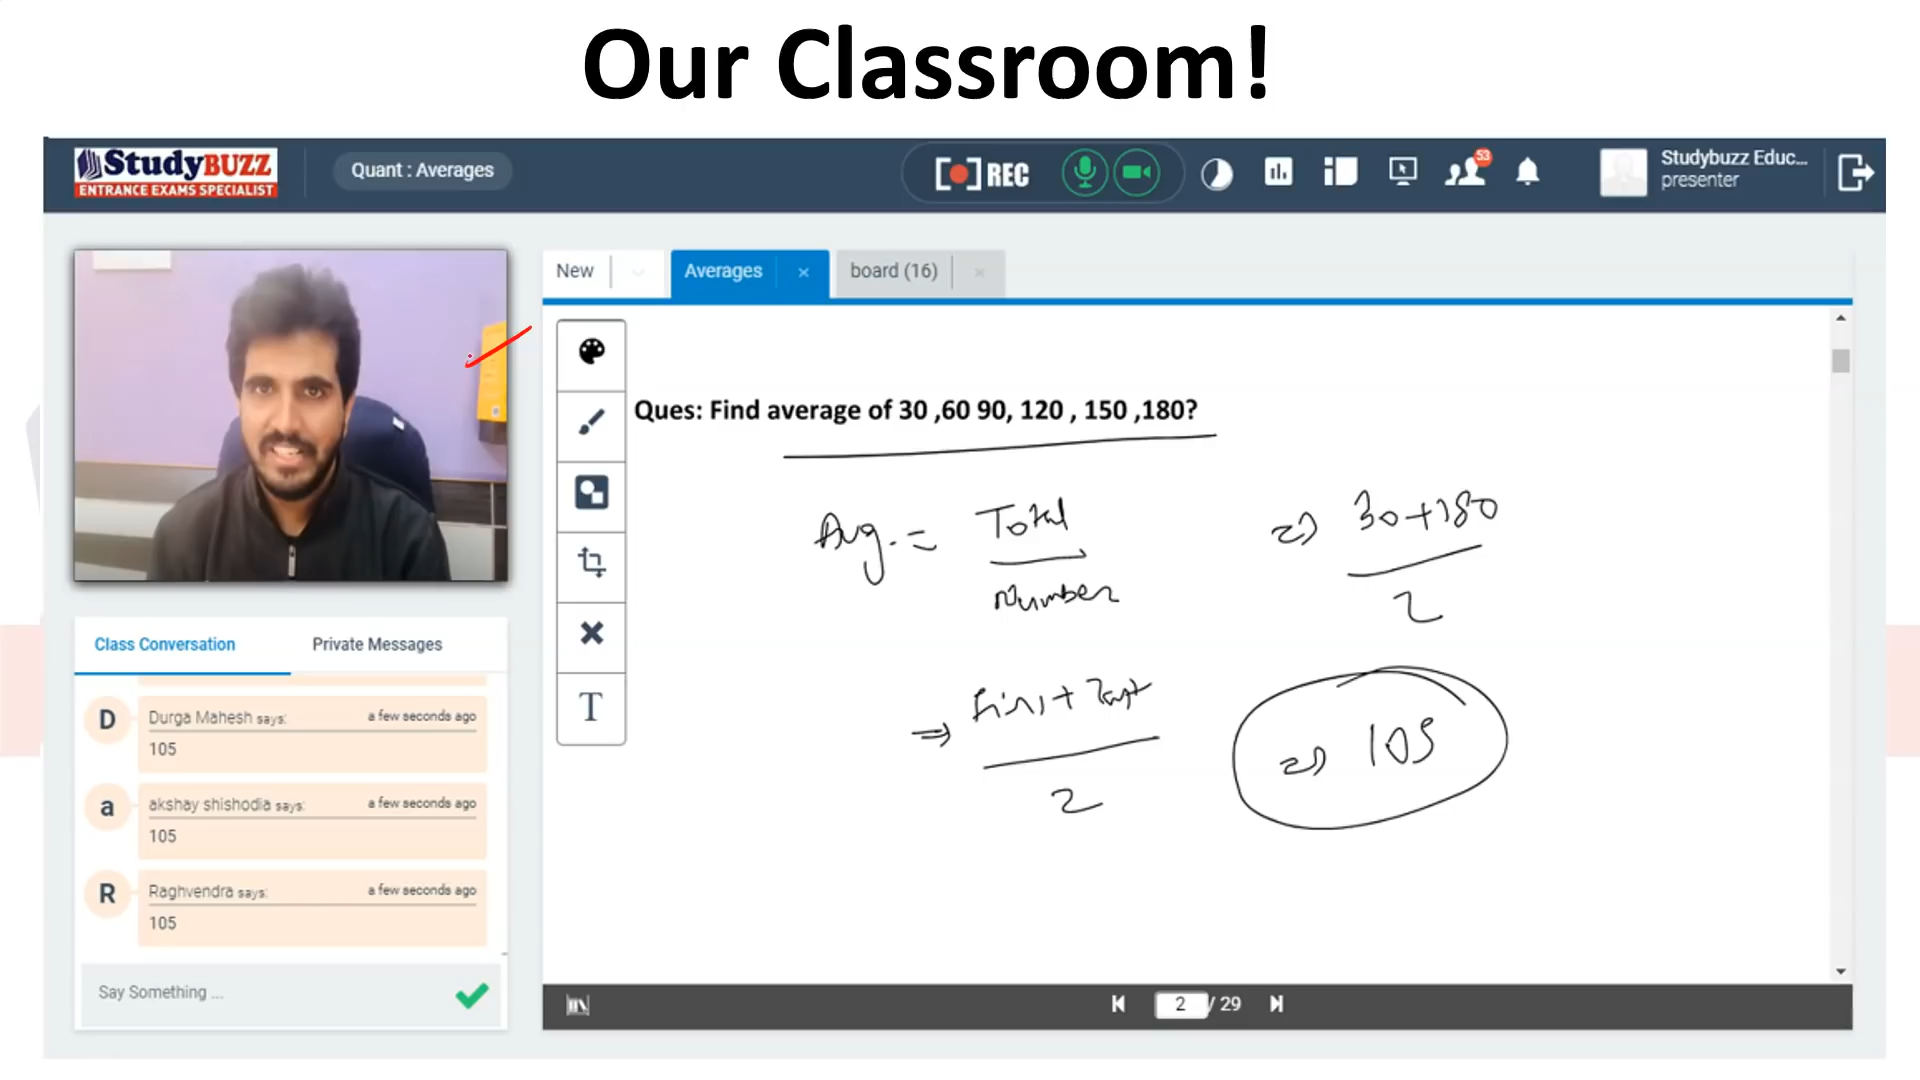 Our Classroom!
StudyBUZZ
ENTRANCE EXAMS SPECIALIST
Quant : Averages
REC
53
Studybuzz Educ...
presenter
New
Averages
board (16)
Ques: Find average of 30 ,60 90, 120 , 150 ,180?
Avg. = Total
Number
⇒ 30+180
2
⇒ First + Last
2
⇒ 105
T
Class Conversation
Private Messages
D
Durga Mahesh says:
a few seconds ago
105
a
akshay shishodia says:
a few seconds ago
105
R
Raghvendra says:
a few seconds ago
105
Say Something ...
2 / 29